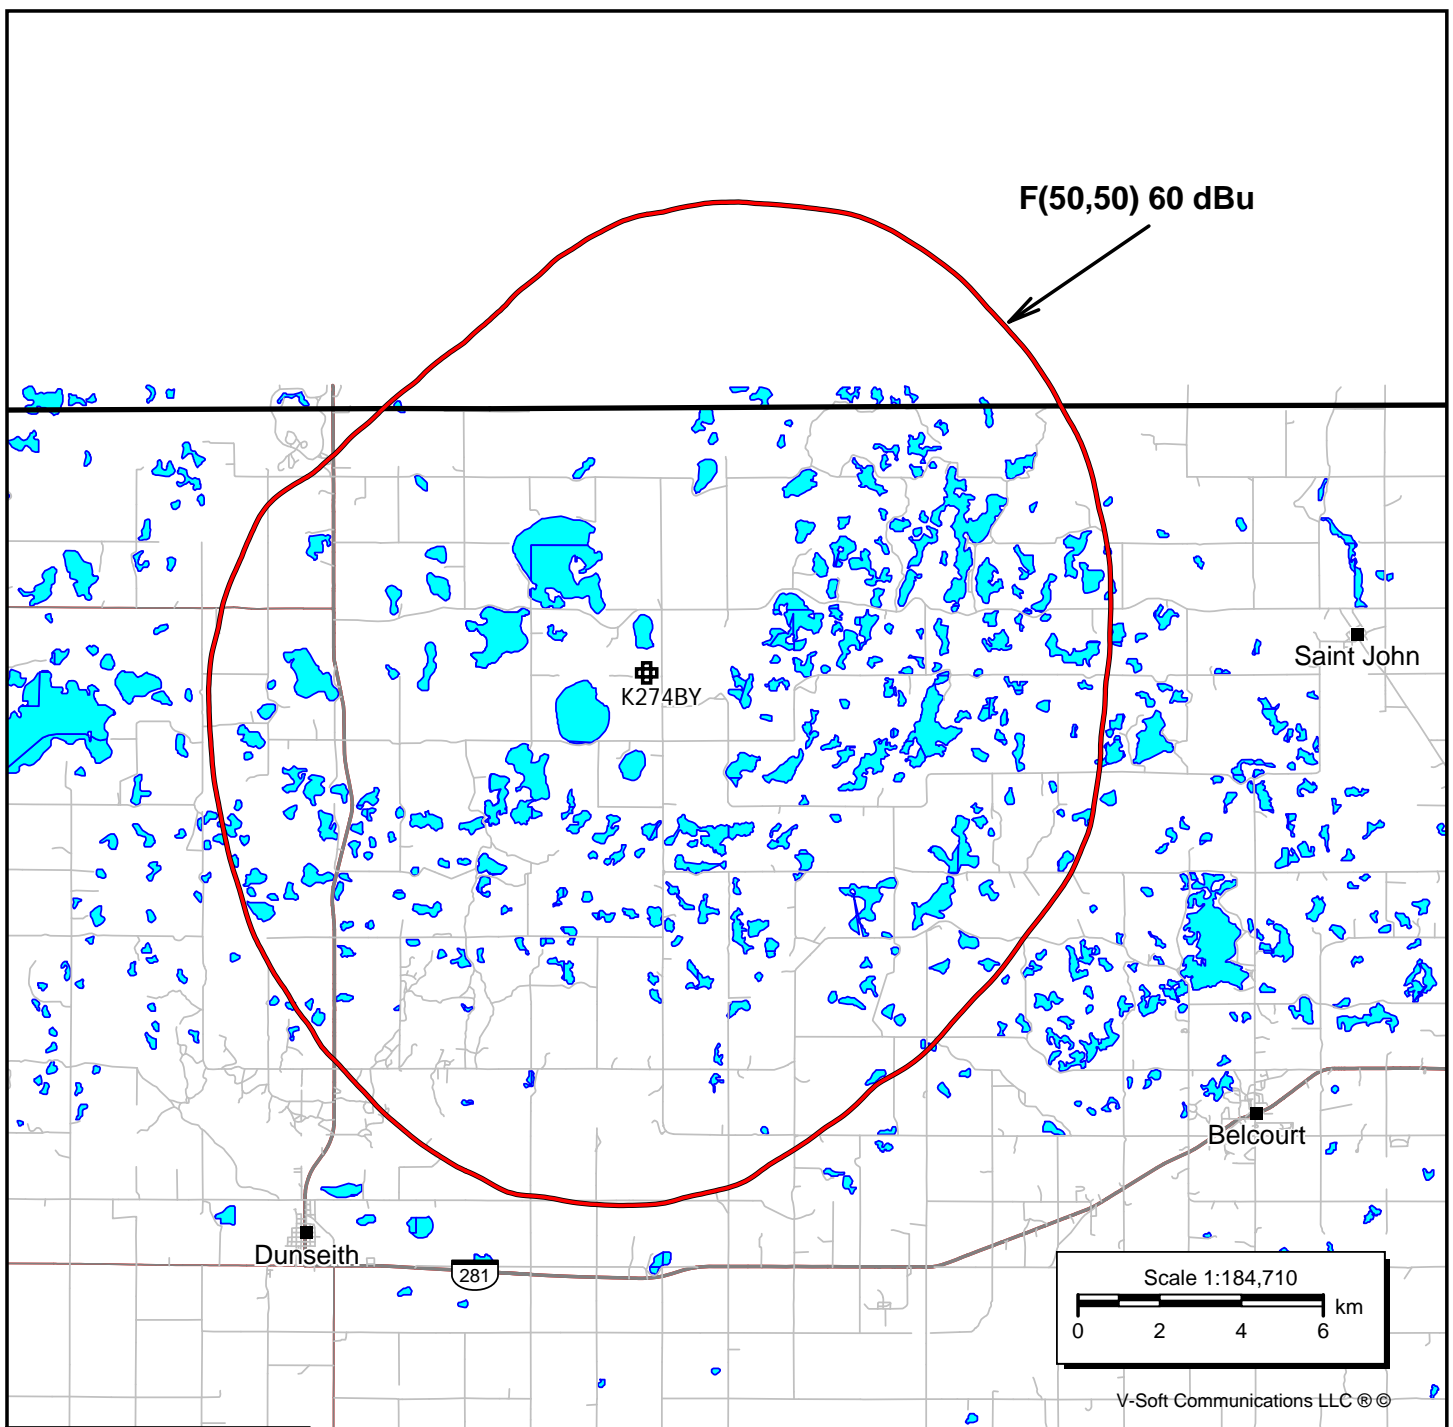 F(50,50) 60 dBu
Saint John
K274BY
Belcourt
Dunseith
281
Scale 1:184,710
km
0 2 4 6
V-Soft Communications LLC ® ©